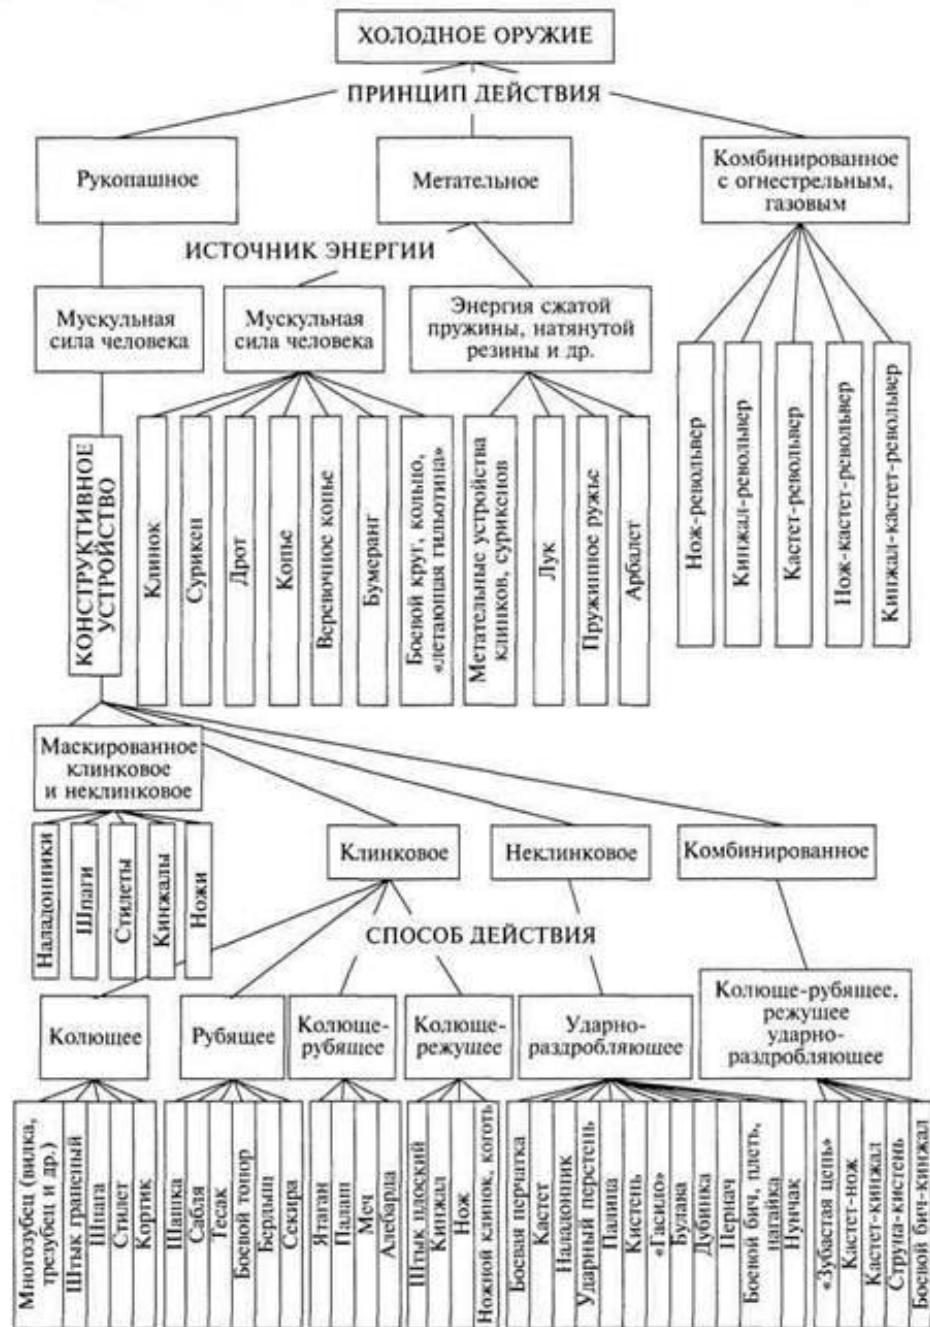 ХОЛОДНОЕ ОРУЖИЕ
ПРИНЦИП ДЕЙСТВИЯ
Рукопашное
Метательное
Комбинированное
с огнестрельным,
газовым
ИСТОЧНИК ЭНЕРГИИ
Мускульная
сила человека
Мускульная
сила человека
Энергия сжатой
пружины, натянутой
резины и др.
КОНСТРУКТИВНОЕ
УСТРОЙСТВО
Клинок
Сурикен
Дрот
Копье
Веревочное копье
Бумеранг
Боевой круг, кольцо,
«летающая гильотина»
Метательные устройства
клинков, сурикснов
Лук
Пружинное ружье
Арбалет
Нож-револьвер
Кинжал-револьвер
Кастет-револьвер
Нож-кастет-револьвер
Кинжал-кастет-револьвер
Маскированное
клинковое
и неклинковое
Наладонники
Шпаги
Стилеты
Кинжалы
Ножи
Клинковое
Неклинковое
Комбинированное
СПОСОБ ДЕЙСТВИЯ
Колющее
Рубящее
Колюще-
рубящее
Колюще-
режущее
Ударно-
раздробляющее
Колюще-рубящее,
режущее
ударно-
раздробляющее
Многозубец (вилка,
трезубец и др.)
Штык граненый
Шпага
Стилет
Кортик
Шашка
Сабля
Тесак
Боевой топор
Бердыш
Секира
Ятаган
Палаш
Меч
Алебарда
Штык плоский
Кинжал
Нож
Ножной клинок, коготь
Боевая перчатка
Кастет
Наладонник
Ударный перстень
Палица
Кистень
«Гасило»
Булава
Дубинка
Пернач
Боевой бич, плеть,
нагайка
Нунчак
«Зубастая цепь»
Кастет-нож
Кастет-кинжал
Струна-кистень
Боевой бич-кинжал